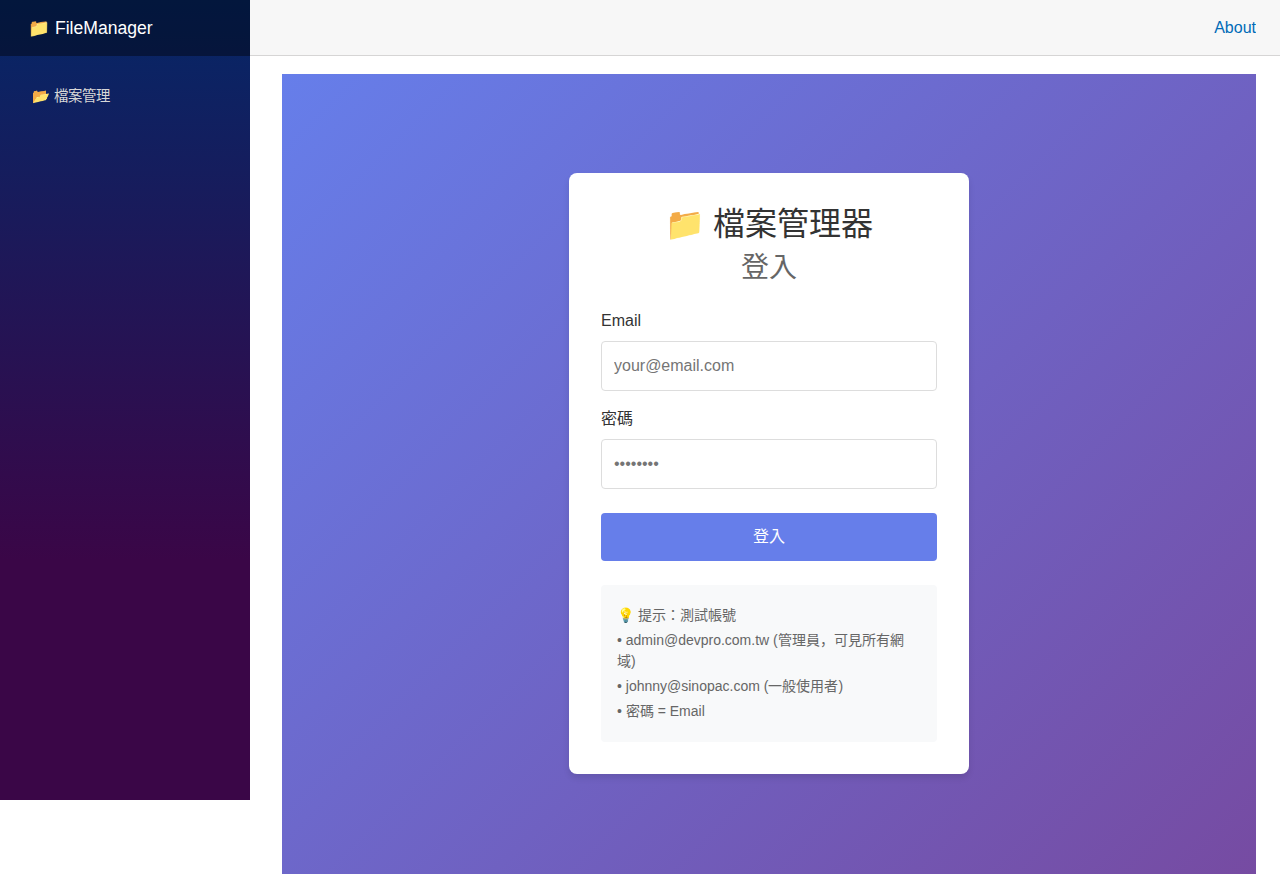 📁 FileManager
About
📂 檔案管理
📁 檔案管理器
登入
Email
your@email.com
密碼
••••••••
登入
💡 提示：測試帳號
• admin@devpro.com.tw (管理員，可見所有網
域)
• johnny@sinopac.com (一般使用者)
• 密碼 = Email